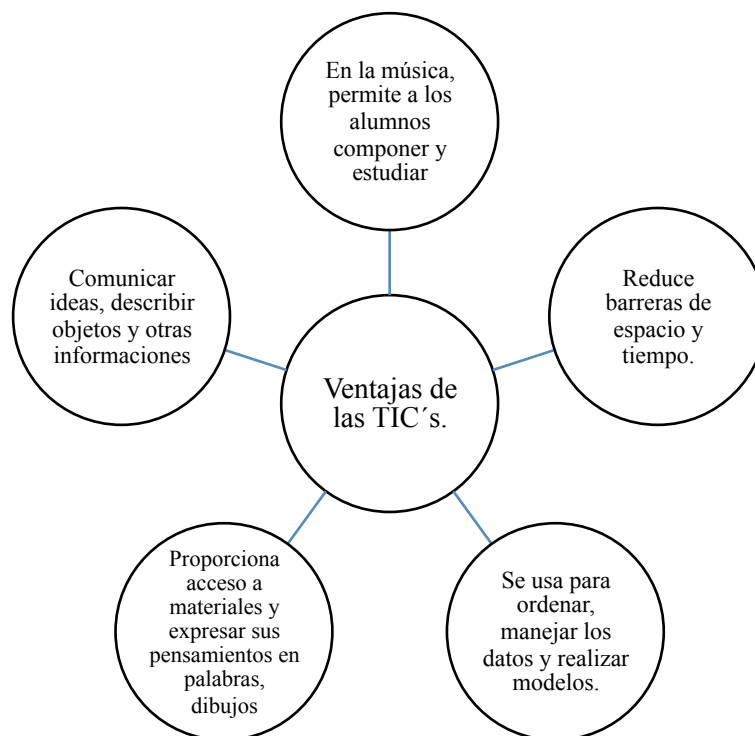 En la música,
permite a los
alumnos
componer y
estudiar
Comunicar
ideas, describir
objetos y otras
informaciones
Reduce
barreras de
espacio y
tiempo.
Ventajas de
las TIC´s.
Proporciona
acceso a
materiales y
expresar sus
pensamientos en
palabras,
dibujos
Se usa para
ordenar,
manejar los
datos y realizar
modelos.